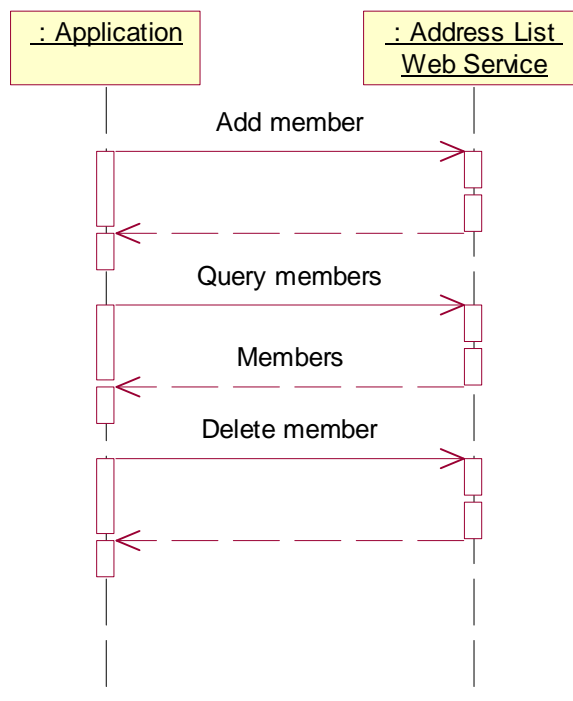 : Application
: Address List
Web Service
Add member
Query members
Members
Delete member